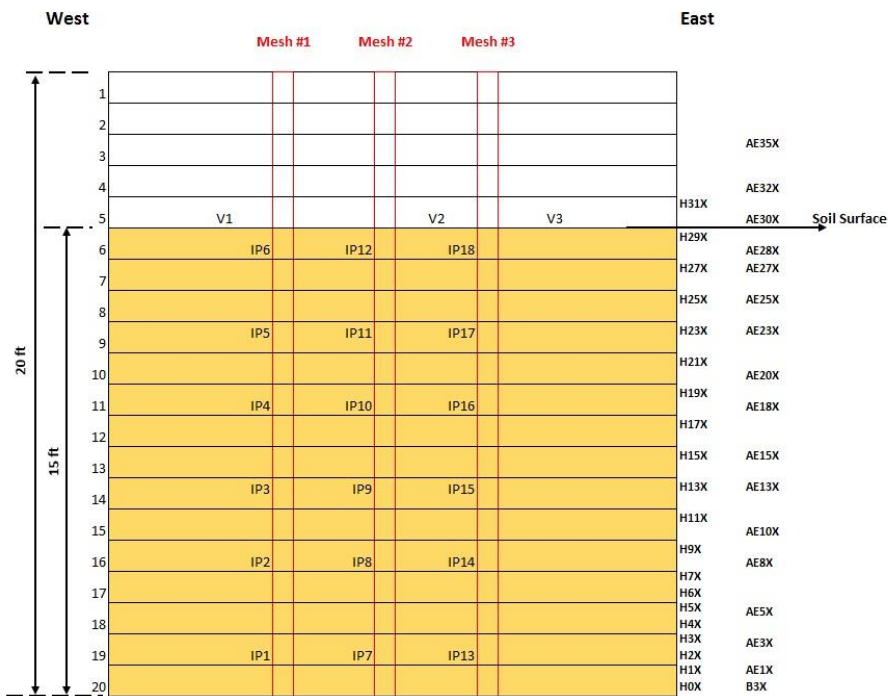 West East
Mesh #1 Mesh #2 Mesh #3
1
2
3 AE35X
4 AE32X
H31X
5 V1 V2 V3 AE30X Soil Surface
H29X
6 IP6 IP12 IP18 AE28X
7 H27X AE27X
8 H25X AE25X
9 IP5 IP11 IP17 H23X AE23X
H21X
10 AE20X
H19X
11 IP4 IP10 IP16 AE18X
H17X
12
13 H15X AE15X
14 IP3 IP9 IP15 H13X AE13X
H11X
15 AE10X
H9X
16 IP2 IP8 IP14 AE8X
H7X
17 H6X
H5X AE5X
18 H4X
H3X AE3X
19 IP1 IP7 IP13 H2X
H1X AE1X
20 H0X B3X
20 ft
15 ft